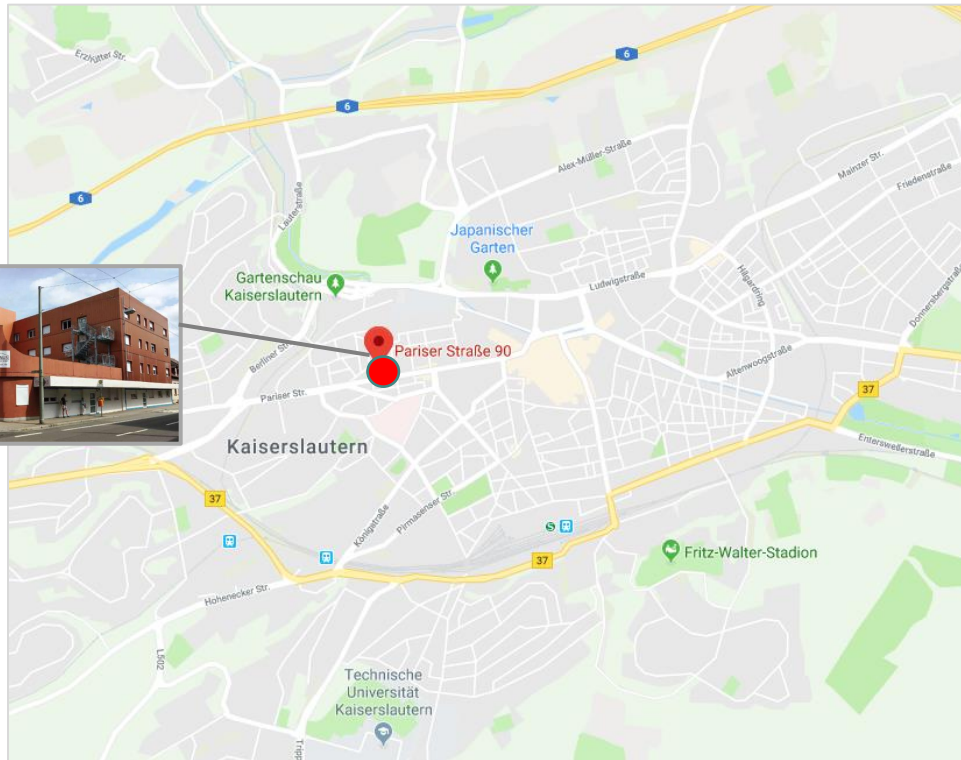 Erzhütter Str.
6
6
Alex-Müller-Straße
Mainzer Str.
Friedenstraße
6
Lauterstraße
Japanischer
Garten
Gartenschau
Kaiserslautern
Ludwigstraße
Hilgardring
Donnersbergstraße
Berliner Str.
Pariser Straße 90
Altenwoogstraße
Pariser Str.
37
Kaiserslautern
Enterswellerstraße
37
Königstraße
Pirmasenser Str.
S
Fritz-Walter-Stadion
37
Hohenecker Str.
L502
Technische
Universität
Kaiserslautern
Tripp